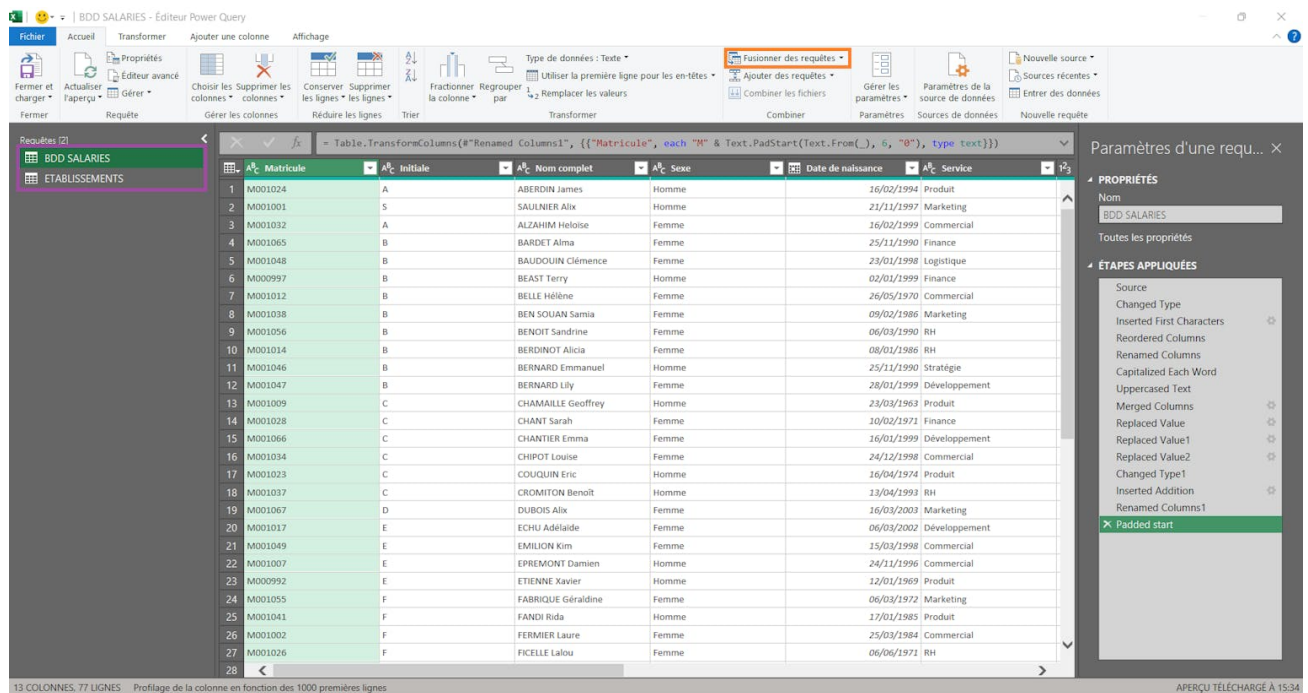 BDD SALARIES - Éditeur Power Query
Fichier Accueil Transformer Ajouter une colonne Affichage
Fermer et charger
Fermer
Actualiser l'aperçu
Propriétés
Éditeur avancé
Gérer
Requête
Choisir les colonnes
Supprimer les colonnes
Gérer les colonnes
Conserver les lignes
Supprimer les lignes
Réduire les lignes
Trier
Fractionner la colonne
Regrouper par
Type de données : Texte
Utiliser la première ligne pour les en-têtes
1 2 Remplacer les valeurs
Transformer
Fusionner des requêtes
Ajouter des requêtes
Combiner les fichiers
Combiner
Gérer les paramètres
Paramètres
Paramètres de la source de données
Sources de données
Nouvelle source
Sources récentes
Entrer des données
Nouvelle requête
Requêtes [2]
BDD SALARIES
ETABLISSEMENTS
fx = Table.TransformColumns(#"Renamed Columns1", {{"Matricule", each "M" & Text.PadStart(Text.From(_), 6, "0"), type text}})
ABC Matricule ABC Initiale ABC Nom complet ABC Sexe Date de naissance ABC Service 123
1 M001024 A ABERDIN James Homme 16/02/1994 Produit
2 M001001 S SAULNIER Alix Homme 21/11/1997 Marketing
3 M001032 A ALZAHIM Heloïse Femme 16/02/1999 Commercial
4 M001065 B BARDET Alma Femme 25/11/1990 Finance
5 M001048 B BAUDOUIN Clémence Femme 23/01/1998 Logistique
6 M000997 B BEAST Terry Homme 02/01/1999 Finance
7 M001012 B BELLE Hélène Femme 26/05/1970 Commercial
8 M001038 B BEN SOUAN Samia Femme 09/02/1986 Marketing
9 M001056 B BENOIT Sandrine Femme 06/03/1990 RH
10 M001014 B BERDINOT Alicia Femme 08/01/1986 RH
11 M001046 B BERNARD Emmanuel Homme 25/11/1990 Stratégie
12 M001047 B BERNARD Lily Femme 28/01/1999 Développement
13 M001009 C CHAMAILLE Geoffrey Homme 23/03/1963 Produit
14 M001028 C CHANT Sarah Femme 10/02/1971 Finance
15 M001066 C CHANTIER Emma Femme 16/01/1999 Développement
16 M001034 C CHIPOT Louise Femme 24/12/1998 Commercial
17 M001023 C COUQUIN Eric Homme 16/04/1974 Produit
18 M001037 C CROMITON Benoît Homme 13/04/1993 RH
19 M001067 D DUBOIS Alix Femme 16/03/2003 Marketing
20 M001017 E ECHU Adélaïde Femme 06/03/2002 Développement
21 M001049 E EMILION Kim Femme 15/03/1998 Commercial
22 M001007 E EPREMONT Damien Homme 24/11/1996 Commercial
23 M000992 E ETIENNE Xavier Homme 12/01/1969 Produit
24 M001055 F FABRIQUE Géraldine Femme 06/03/1972 Marketing
25 M001041 F FANDI Rida Homme 17/01/1985 Produit
26 M001002 F FERMIER Laure Femme 25/03/1984 Commercial
27 M001026 F FICELLE Lalou Femme 06/06/1971 RH
28
Paramètres d'une requ...
PROPRIÉTÉS
Nom
BDD SALARIES
Toutes les propriétés
ÉTAPES APPLIQUÉES
Source
Changed Type
Inserted First Characters
Reordered Columns
Renamed Columns
Capitalized Each Word
Uppercased Text
Merged Columns
Replaced Value
Replaced Value1
Replaced Value2
Changed Type1
Inserted Addition
Renamed Columns1
Padded start
13 COLONNES, 77 LIGNES Profilage de la colonne en fonction des 1000 premières lignes
APERÇU TÉLÉCHARGÉ À 15:34